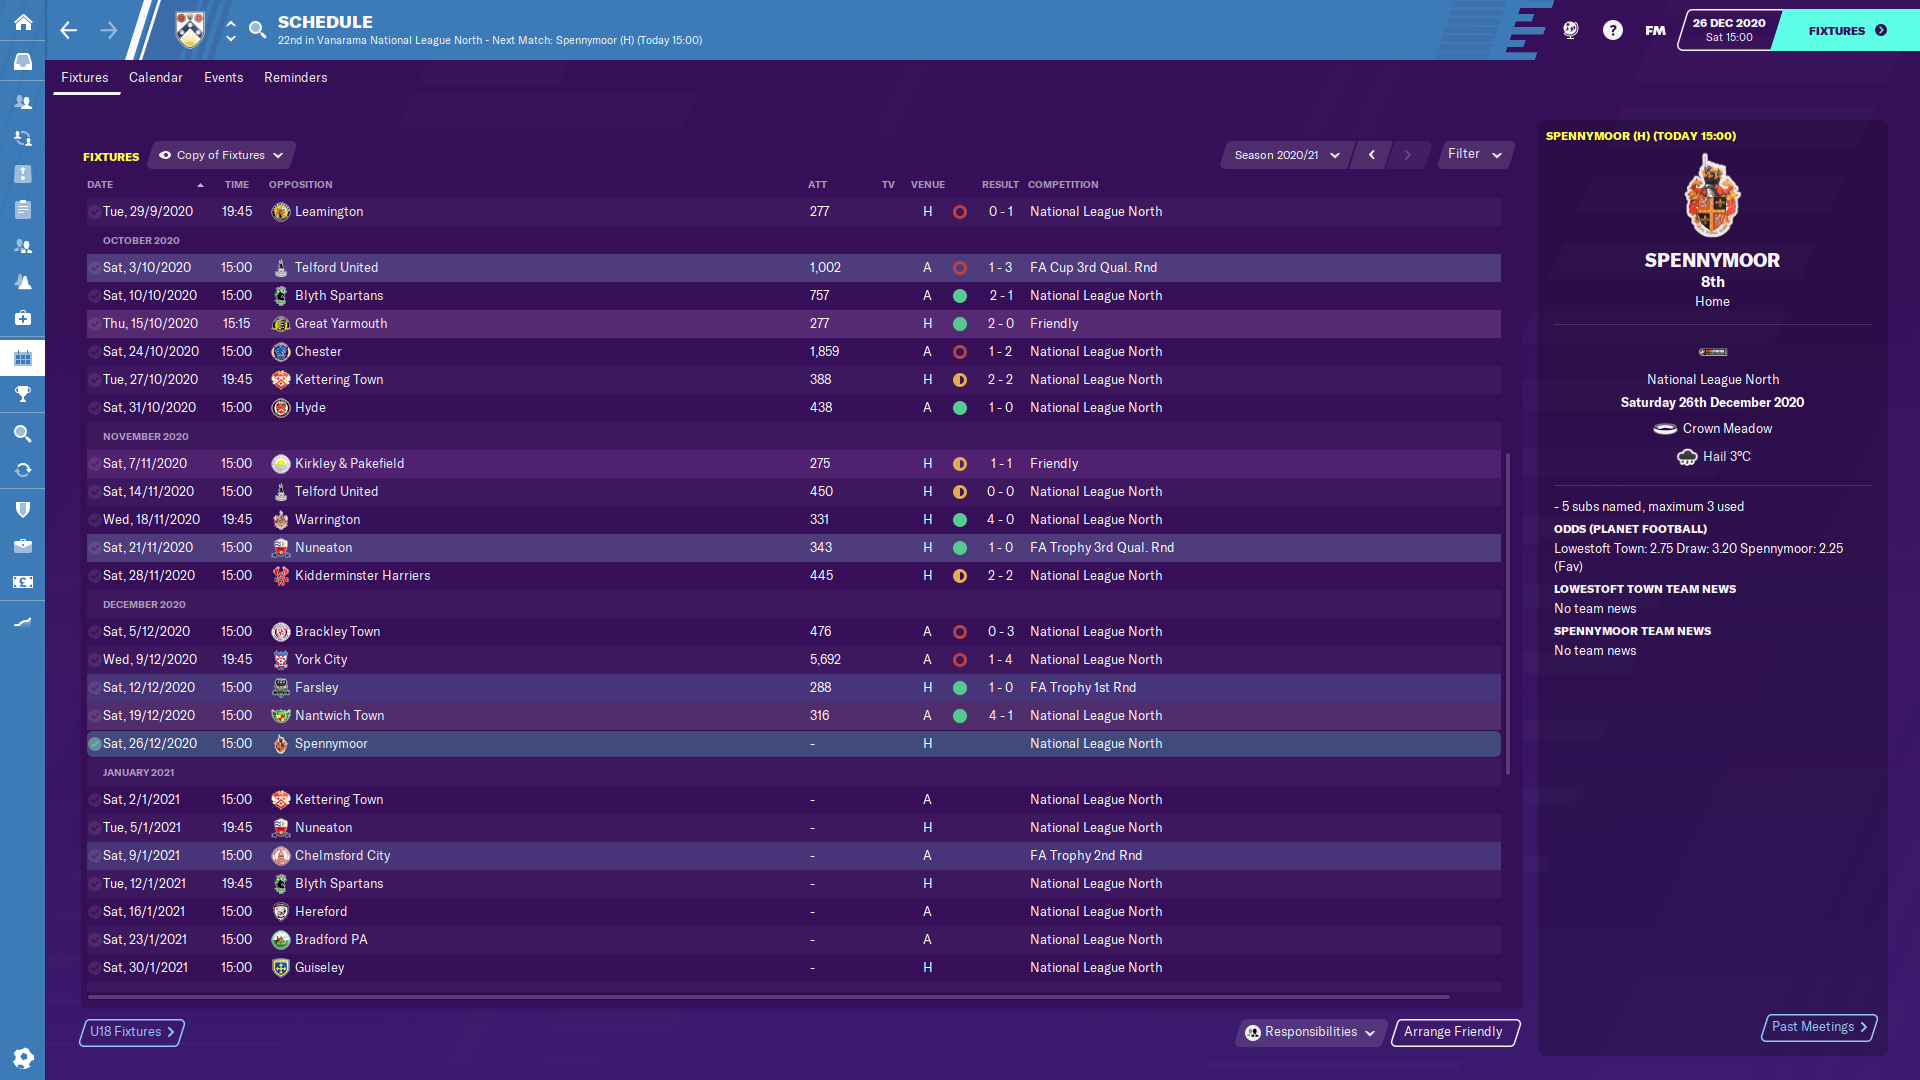 SCHEDULE
22nd in Vanarama National League North - Next Match: Spennymoor (H) (Today 15:00)
FM
26 DEC 2020
Sat 15:00
FIXTURES
Fixtures Calendar Events Reminders
FIXTURES Copy of Fixtures Season 2020/21 Filter
DATE TIME OPPOSITION ATT TV VENUE RESULT COMPETITION
Tue, 29/9/2020 19:45 Leamington 277 H 0 - 1 National League North
OCTOBER 2020
Sat, 3/10/2020 15:00 Telford United 1,002 A 1 - 3 FA Cup 3rd Qual. Rnd
Sat, 10/10/2020 15:00 Blyth Spartans 757 A 2 - 1 National League North
Thu, 15/10/2020 15:15 Great Yarmouth 277 H 2 - 0 Friendly
Sat, 24/10/2020 15:00 Chester 1,859 A 1 - 2 National League North
Tue, 27/10/2020 19:45 Kettering Town 388 H 2 - 2 National League North
Sat, 31/10/2020 15:00 Hyde 438 A 1 - 0 National League North
NOVEMBER 2020
Sat, 7/11/2020 15:00 Kirkley & Pakefield 275 H 1 - 1 Friendly
Sat, 14/11/2020 15:00 Telford United 450 H 0 - 0 National League North
Wed, 18/11/2020 19:45 Warrington 331 H 4 - 0 National League North
Sat, 21/11/2020 15:00 Nuneaton 343 H 1 - 0 FA Trophy 3rd Qual. Rnd
Sat, 28/11/2020 15:00 Kidderminster Harriers 445 H 2 - 2 National League North
DECEMBER 2020
Sat, 5/12/2020 15:00 Brackley Town 476 A 0 - 3 National League North
Wed, 9/12/2020 19:45 York City 5,692 A 1 - 4 National League North
Sat, 12/12/2020 15:00 Farsley 288 H 1 - 0 FA Trophy 1st Rnd
Sat, 19/12/2020 15:00 Nantwich Town 316 A 4 - 1 National League North
Sat, 26/12/2020 15:00 Spennymoor - H National League North
JANUARY 2021
Sat, 2/1/2021 15:00 Kettering Town - A National League North
Tue, 5/1/2021 19:45 Nuneaton - H National League North
Sat, 9/1/2021 15:00 Chelmsford City - A FA Trophy 2nd Rnd
Tue, 12/1/2021 19:45 Blyth Spartans - H National League North
Sat, 16/1/2021 15:00 Hereford - A National League North
Sat, 23/1/2021 15:00 Bradford PA - A National League North
Sat, 30/1/2021 15:00 Guiseley - H National League North
U18 Fixtures Responsibilities Arrange Friendly
SPENNYMOOR (H) (TODAY 15:00)
SPENNYMOOR
8th
Home
National League North
Saturday 26th December 2020
Crown Meadow
Hail 3ºC
- 5 subs named, maximum 3 used
ODDS (PLANET FOOTBALL)
Lowestoft Town: 2.75 Draw: 3.20 Spennymoor: 2.25
(Fav)
LOWESTOFT TOWN TEAM NEWS
No team news
SPENNYMOOR TEAM NEWS
No team news
Past Meetings